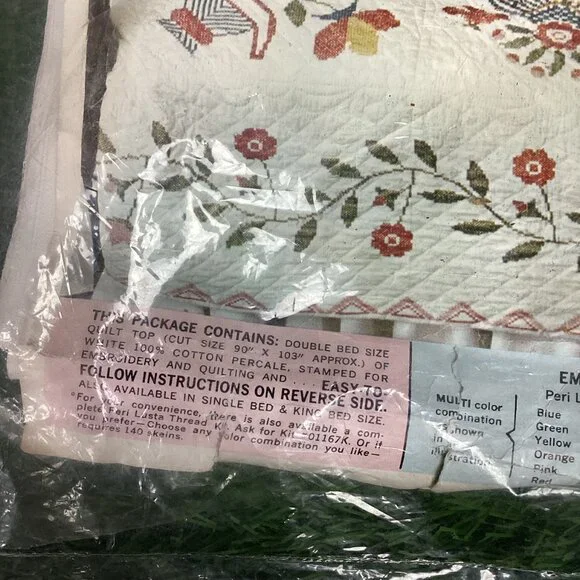 THIS PACKAGE CONTAINS: DOUBLE BED SIZE
QUILT TOP (CUT SIZE 90" X 103" APPROX.) OF
WHITE 100% COTTON PERCALE, STAMPED FOR
EMBROIDERY AND QUILTING AND . . . EASY-TO-
FOLLOW INSTRUCTIONS ON REVERSE SIDE.
ALSO AVAILABLE IN SINGLE BED & KING BED SIZE.
*For your convenience, there is also available a com-
plete Peri Lusta Thread Kit. Ask for Kit #01167K. Or if
you prefer—Choose any color combination you like—
requires 140 skeins.
MULTI color
combination
shown
in
illustration
EM
Peri L
Blue
Green
Yellow
Orange
Pink
Red